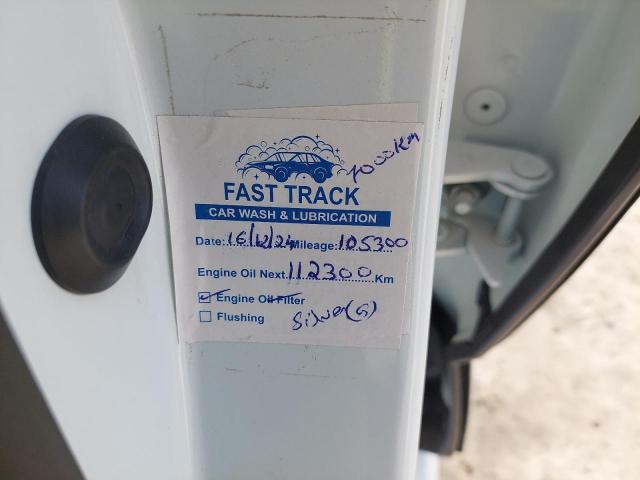 7000Km
FAST TRACK
CAR WASH & LUBRICATION
Date: 16/12/24 Mileage: 105300
Engine Oil Next 112300 Km
Engine Oil Filter
Flushing Silver(G)